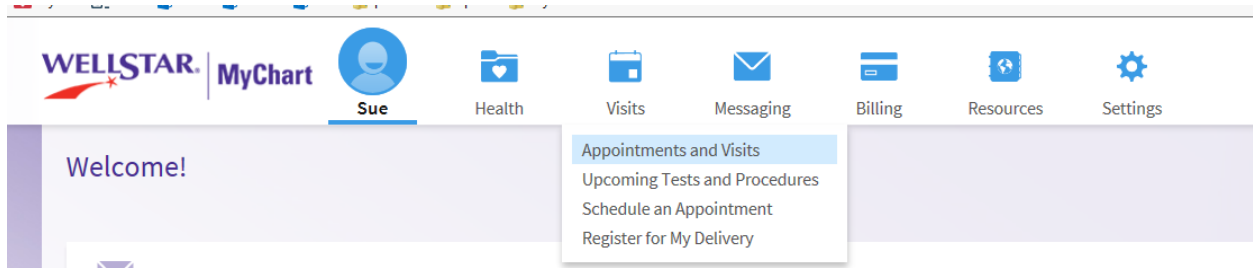 WELLSTAR. MyChart
Sue Health Visits Messaging Billing Resources Settings
Welcome!
Appointments and Visits
Upcoming Tests and Procedures
Schedule an Appointment
Register for My Delivery